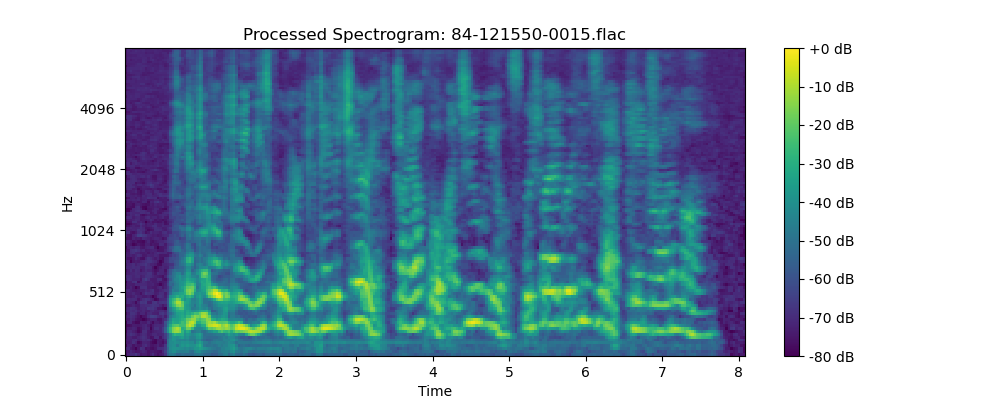 Processed Spectrogram: 84-121550-0015.flac
Hz
4096
2048
1024
512
0
0 1 2 3 4 5 6 7 8
Time
+0 dB
-10 dB
-20 dB
-30 dB
-40 dB
-50 dB
-60 dB
-70 dB
-80 dB